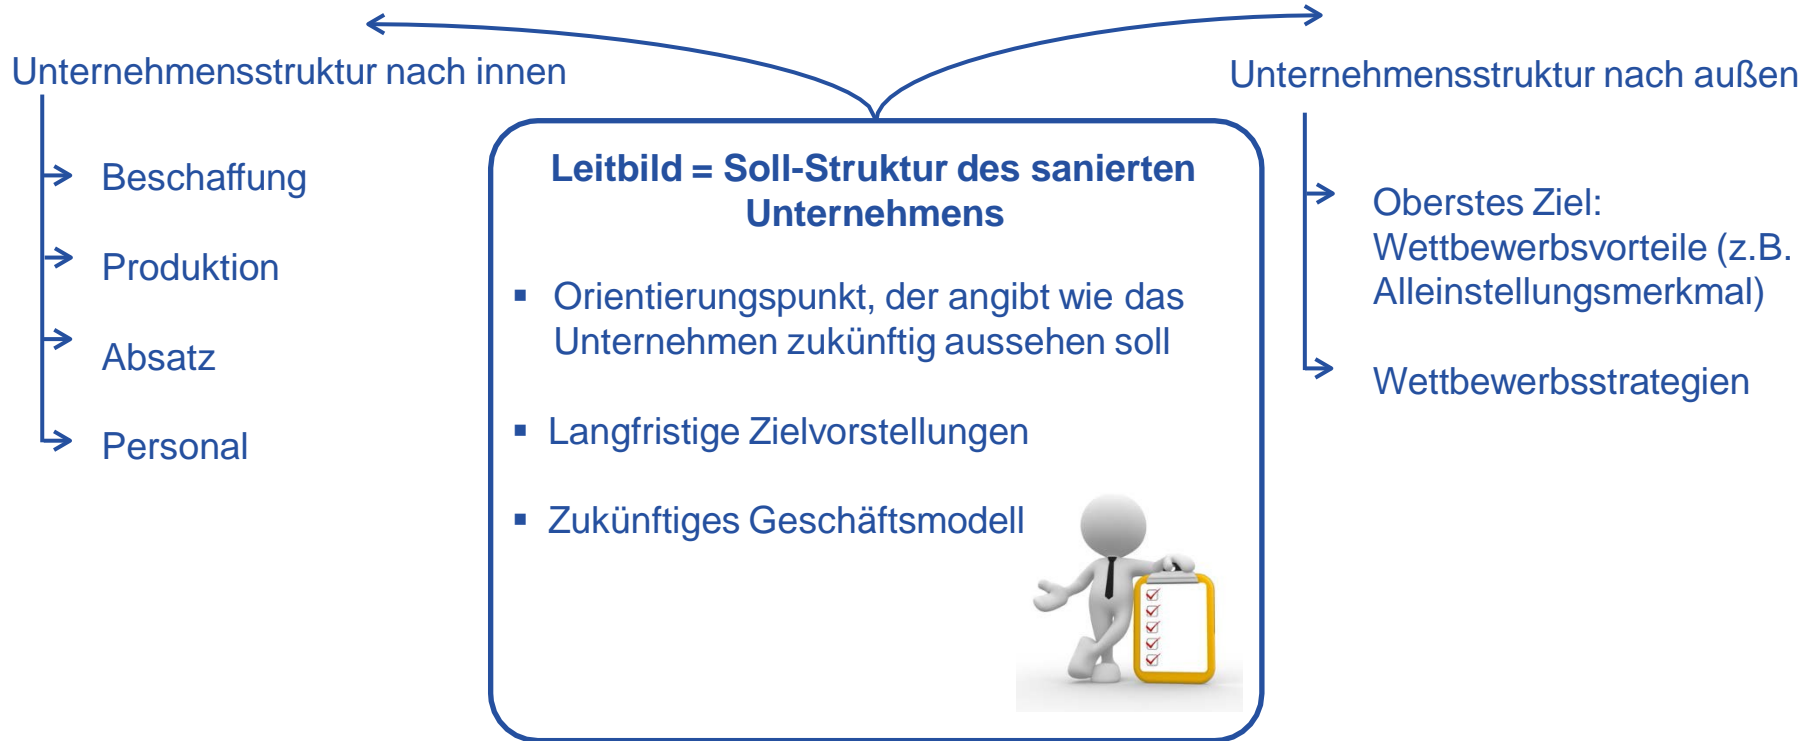 Unternehmensstruktur nach innen
Beschaffung
Produktion
Absatz
Personal
Leitbild = Soll-Struktur des sanierten
Unternehmens
▪ Orientierungspunkt, der angibt wie das
Unternehmen zukünftig aussehen soll
▪ Langfristige Zielvorstellungen
▪ Zukünftiges Geschäftsmodell
Unternehmensstruktur nach außen
Oberstes Ziel:
Wettbewerbsvorteile (z.B.
Alleinstellungsmerkmal)
Wettbewerbsstrategien